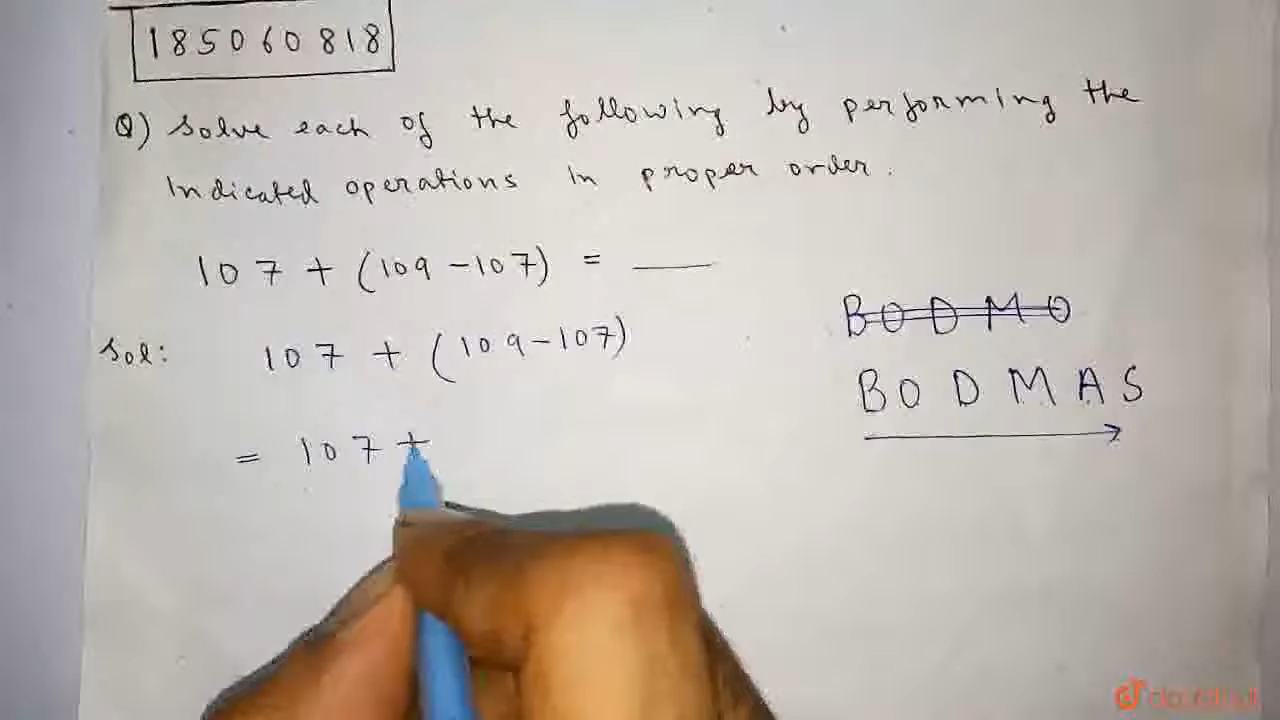 185060818
Q) Solve each of the following by performing the
Indicated operations in proper order.
107 + (109 - 107) = ___
Sol: 107 + (109 - 107)
= 107 +
BODMO
BODMAS
doubtnut